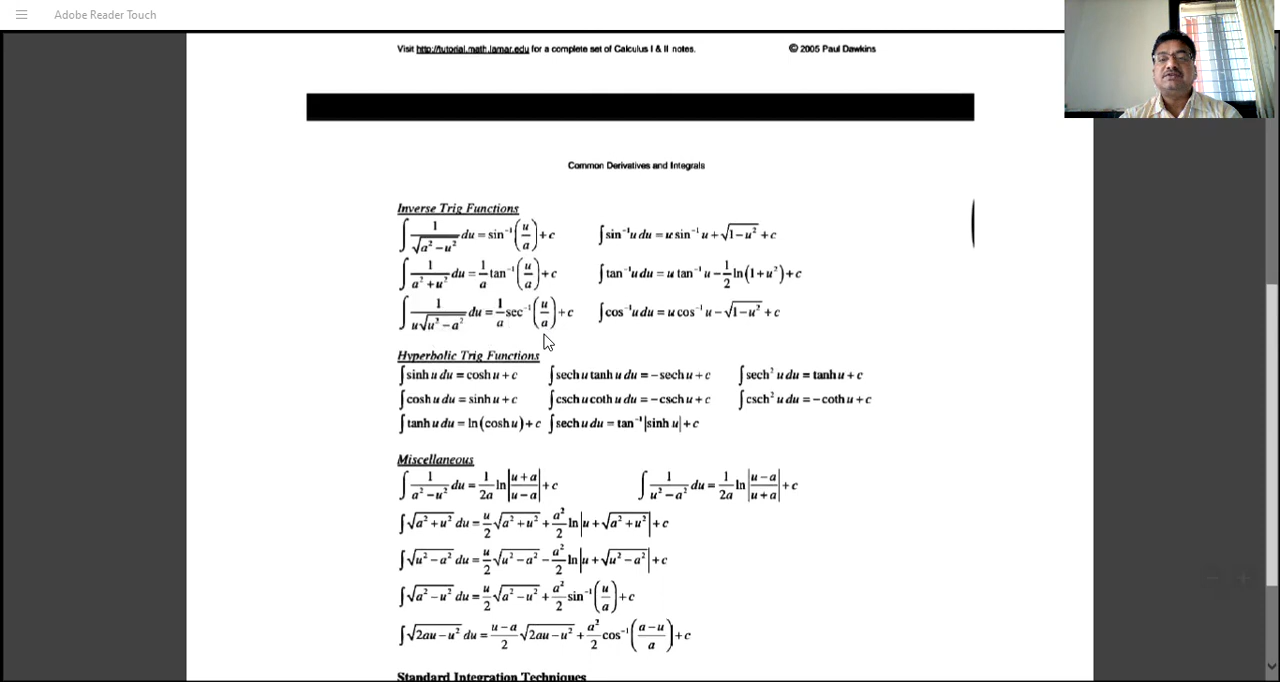 Adobe Reader Touch
Visit http://tutorial.math.lamar.edu for a complete set of Calculus I & II notes. © 2005 Paul Dawkins
Common Derivatives and Integrals
Inverse Trig Functions
∫ 1/√(a² − u²) du = sin⁻¹(u/a) + c ∫ sin⁻¹ u du = u sin⁻¹ u + √(1 − u²) + c
∫ 1/(a² + u²) du = 1/a tan⁻¹(u/a) + c ∫ tan⁻¹ u du = u tan⁻¹ u − 1/2 ln(1 + u²) + c
∫ 1/(u√(u² − a²)) du = 1/a sec⁻¹(u/a) + c ∫ cos⁻¹ u du = u cos⁻¹ u − √(1 − u²) + c
Hyperbolic Trig Functions
∫ sinh u du = cosh u + c ∫ sech u tanh u du = − sech u + c ∫ sech² u du = tanh u + c
∫ cosh u du = sinh u + c ∫ csch u coth u du = − csch u + c ∫ csch² u du = − coth u + c
∫ tanh u du = ln(cosh u) + c ∫ sech u du = tan⁻¹|sinh u| + c
Miscellaneous
∫ 1/(a² − u²) du = 1/2a ln|(u + a)/(u − a)| + c ∫ 1/(u² − a²) du = 1/2a ln|(u − a)/(u + a)| + c
∫ √(a² + u²) du = u/2 √(a² + u²) + a²/2 ln|u + √(a² + u²)| + c
∫ √(u² − a²) du = u/2 √(u² − a²) − a²/2 ln|u + √(u² − a²)| + c
∫ √(a² − u²) du = u/2 √(a² − u²) + a²/2 sin⁻¹(u/a) + c
∫ √(2au − u²) du = (u − a)/2 √(2au − u²) + a²/2 cos⁻¹((a − u)/a) + c
Standard Integration Techniques